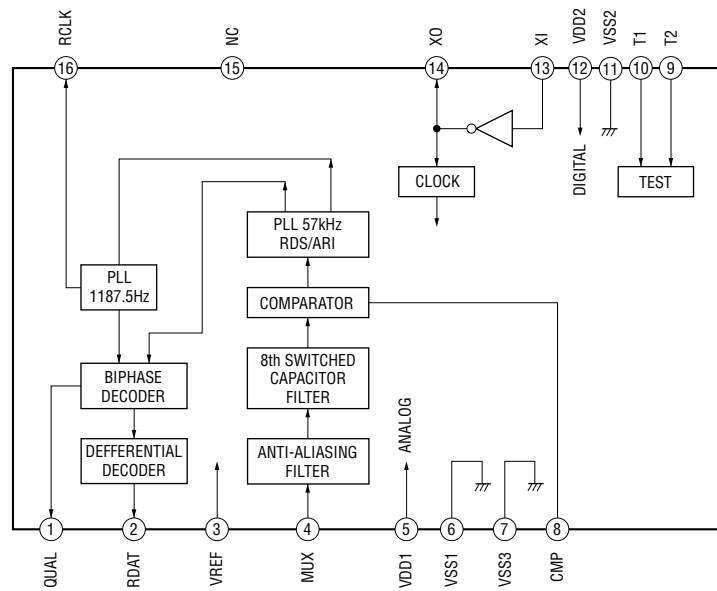 RCLK
NC
XO
XI
VDD2
VSS2
T1
T2
16
15
14
13
12
11
10
9
CLOCK
DIGITAL
TEST
PLL 57kHz
RDS/ARI
PLL
1187.5Hz
COMPARATOR
8th SWITCHED
CAPACITOR
FILTER
BIPHASE
DECODER
DEFFERENTIAL
DECODER
ANTI-ALIASING
FILTER
ANALOG
1
2
3
4
5
6
7
8
QUAL
RDAT
VREF
MUX
VDD1
VSS1
VSS3
CMP